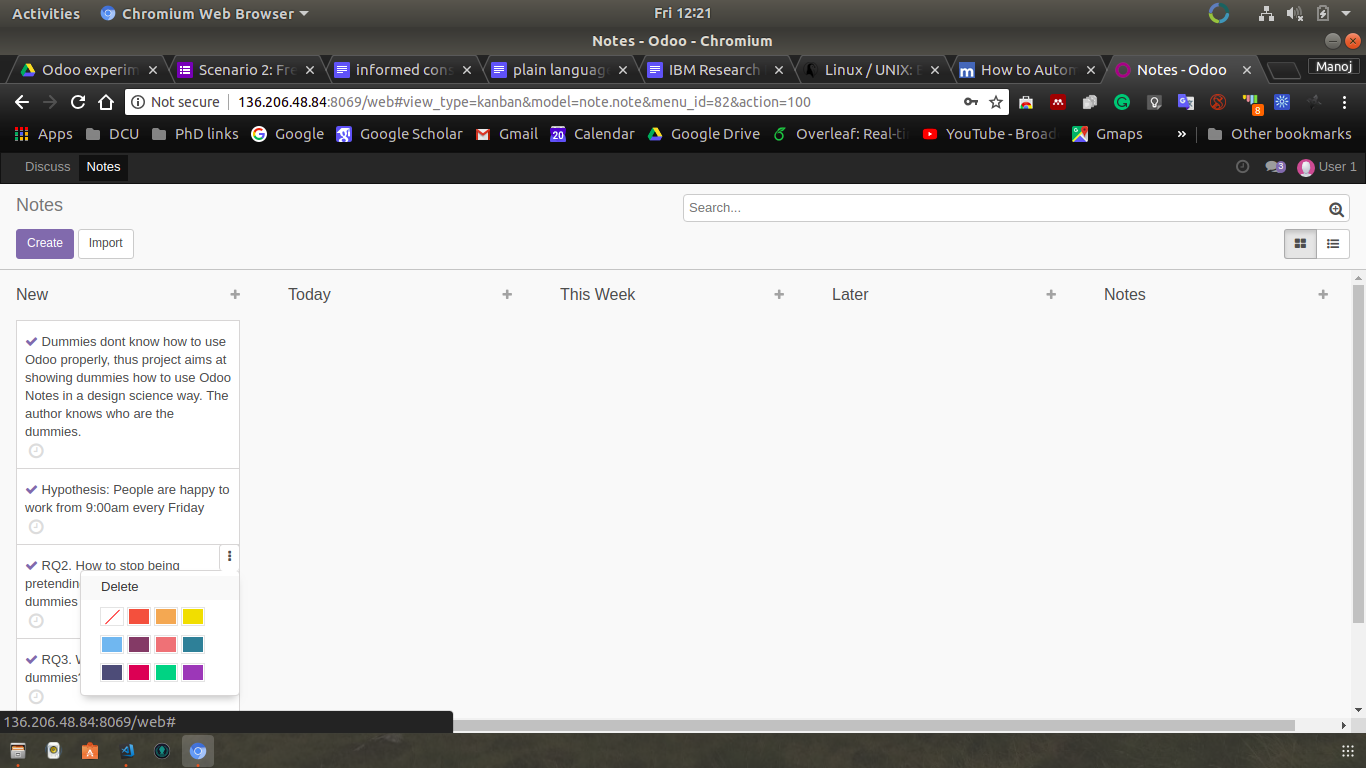 Activities Chromium Web Browser Fri 12:21
Notes - Odoo - Chromium
Odoo experim Scenario 2: Fre informed cons plain language IBM Research Linux / UNIX: How to Autom Notes - Odoo Manoj
Not secure 136.206.48.84:8069/web#view_type=kanban&model=note.note&menu_id=82&action=100 8
Apps DCU PhD links Google Google Scholar Gmail 20 Calendar Google Drive Overleaf: Real-ti YouTube - Broad Gmaps » Other bookmarks
Discuss Notes 3 User 1
Notes Search...
Create Import
New Today This Week Later Notes
Dummies dont know how to use
Odoo properly, thus project aims at
showing dummies how to use Odoo
Notes in a design science way. The
author knows who are the
dummies.
Hypothesis: People are happy to
work from 9:00am every Friday
RQ2. How to stop being
pretending
dummies
Delete
RQ3. W
dummies?
136.206.48.84:8069/web#